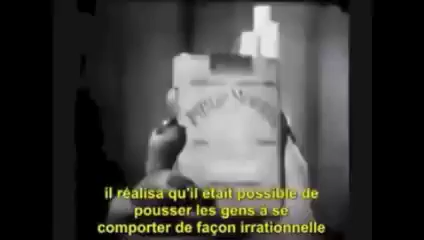 il réalisa qu'il était possible de
pousser les gens a se
comporter de façon irrationnelle